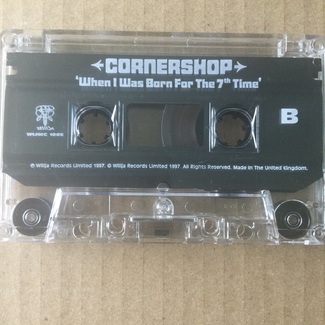 CORNERSHOP
'When I Was Born For The 7th Time'
B
Wiiija
℗ Wiiija Records Limited 1997. © Wiiija Records Limited 1997. All Rights Reserved. Made In The United Kingdom.